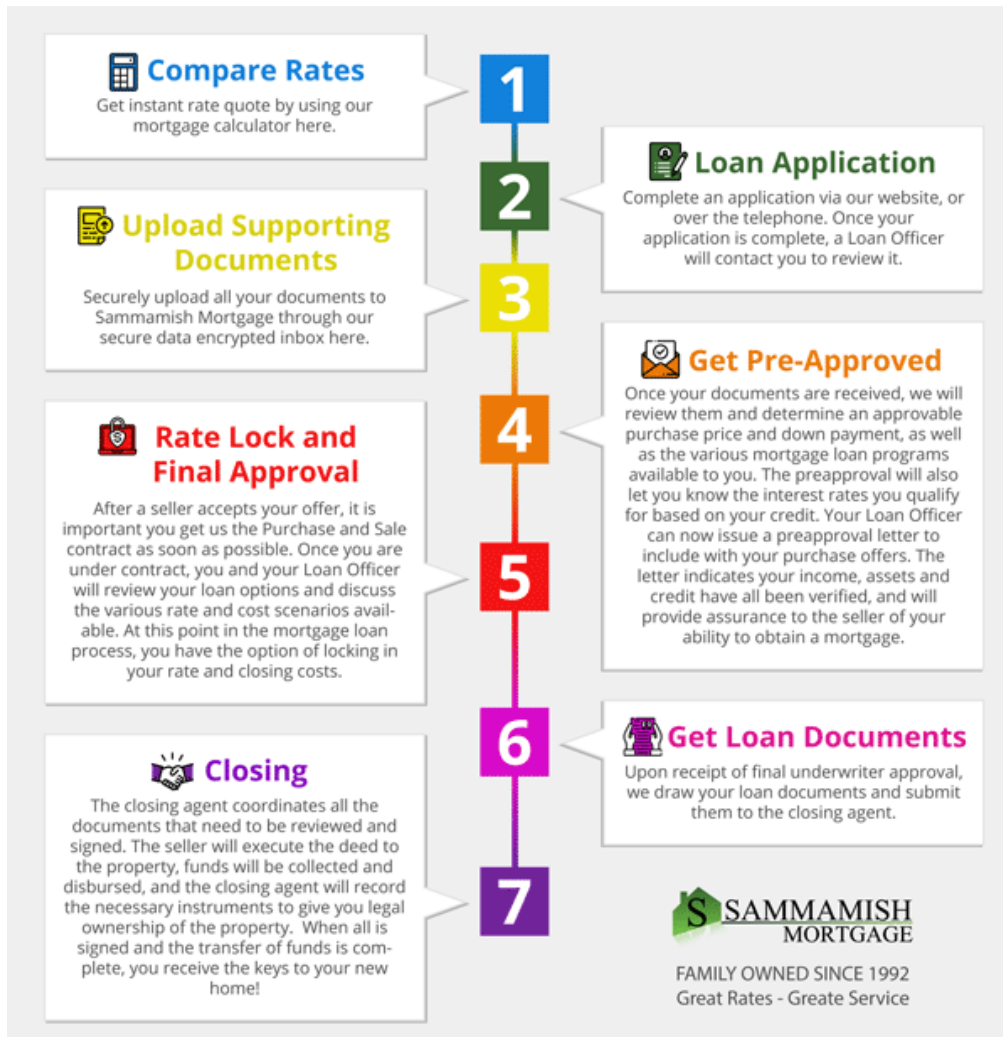 1
Compare Rates
Get instant rate quote by using our
mortgage calculator here.
2
Loan Application
Complete an application via our website, or
over the telephone. Once your
application is complete, a Loan Officer
will contact you to review it.
3
Upload Supporting
Documents
Securely upload all your documents to
Sammamish Mortgage through our
secure data encrypted inbox here.
4
Get Pre-Approved
Once your documents are received, we will
review them and determine an approvable
purchase price and down payment, as well
as the various mortgage loan programs
available to you. The preapproval will also
let you know the interest rates you qualify
for based on your credit. Your Loan Officer
can now issue a preapproval letter to
include with your purchase offers. The
letter indicates your income, assets and
credit have all been verified, and will
provide assurance to the seller of your
ability to obtain a mortgage.
5
Rate Lock and
Final Approval
After a seller accepts your offer, it is
important you get us the Purchase and Sale
contract as soon as possible. Once you are
under contract, you and your Loan Officer
will review your loan options and discuss
the various rate and cost scenarios avail-
able. At this point in the mortgage loan
process, you have the option of locking in
your rate and closing costs.
6
Get Loan Documents
Upon receipt of final underwriter approval,
we draw your loan documents and submit
them to the closing agent.
7
Closing
The closing agent coordinates all the
documents that need to be reviewed and
signed. The seller will execute the deed to
the property, funds will be collected and
disbursed, and the closing agent will record
the necessary instruments to give you legal
ownership of the property. When all is
signed and the transfer of funds is com-
plete, you receive the keys to your new
home!
S SAMMAMISH
MORTGAGE
FAMILY OWNED SINCE 1992
Great Rates - Greate Service